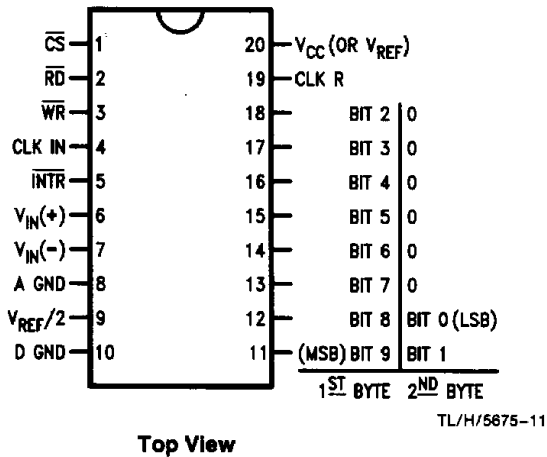 CS 1 20 VCC (OR VREF)
RD 2 19 CLK R
WR 3 18 BIT 2 0
CLK IN 4 17 BIT 3 0
INTR 5 16 BIT 4 0
VIN(+) 6 15 BIT 5 0
VIN(-) 7 14 BIT 6 0
A GND 8 13 BIT 7 0
VREF/2 9 12 BIT 8 BIT 0 (LSB)
D GND 10 11 (MSB) BIT 9 BIT 1
1ST BYTE 2ND BYTE
TL/H/5675-11
Top View